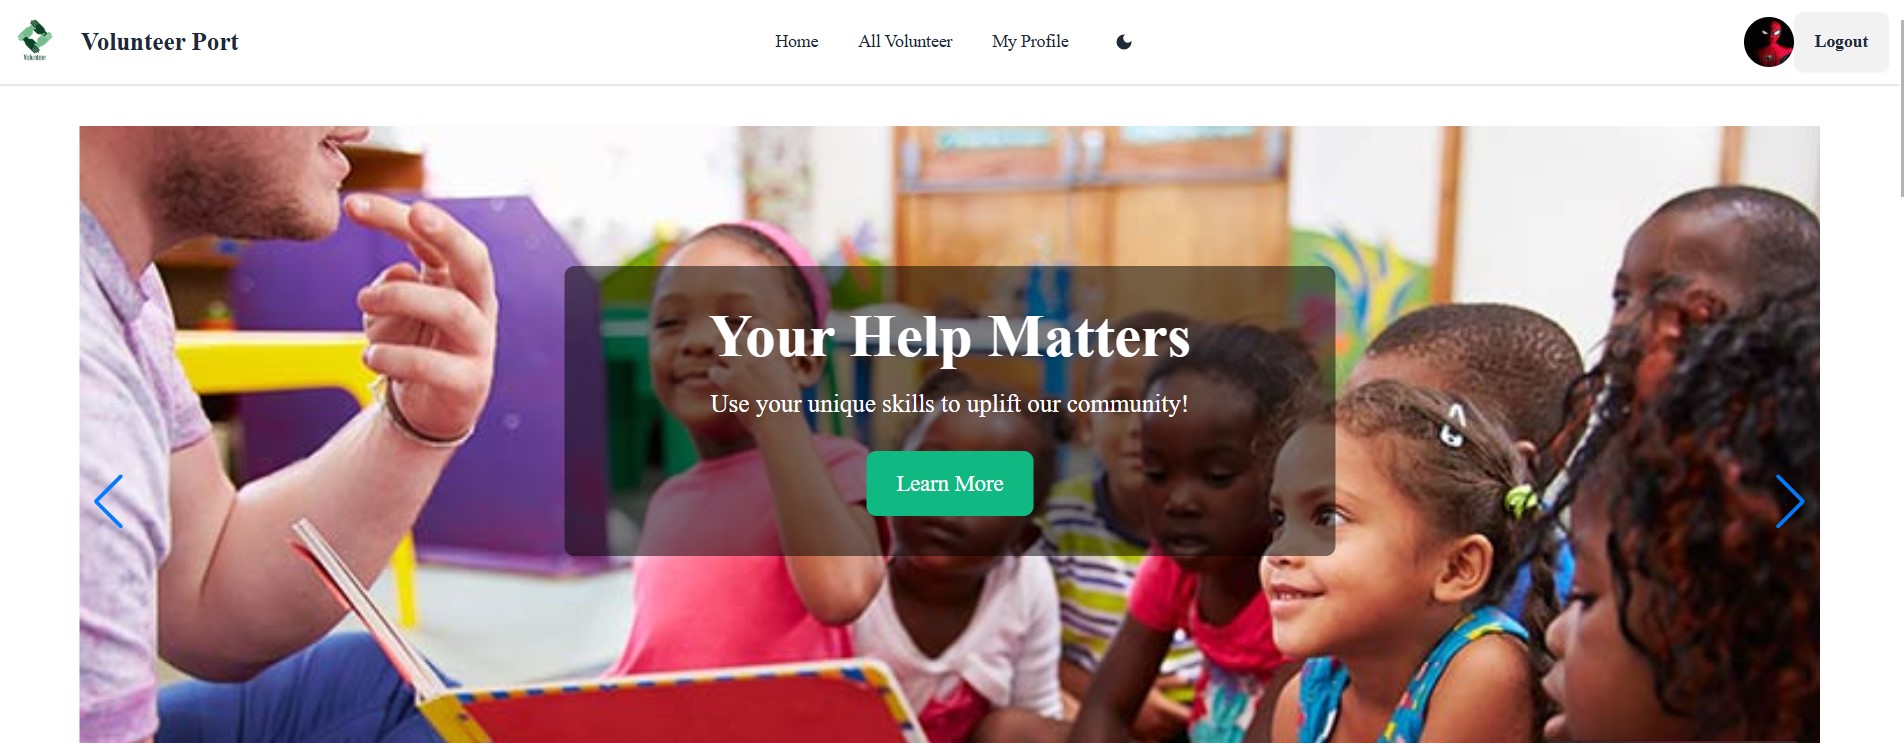 Volunteer
Volunteer Port
Home
All Volunteer
My Profile
Logout
Your Help Matters
Use your unique skills to uplift our community!
Learn More